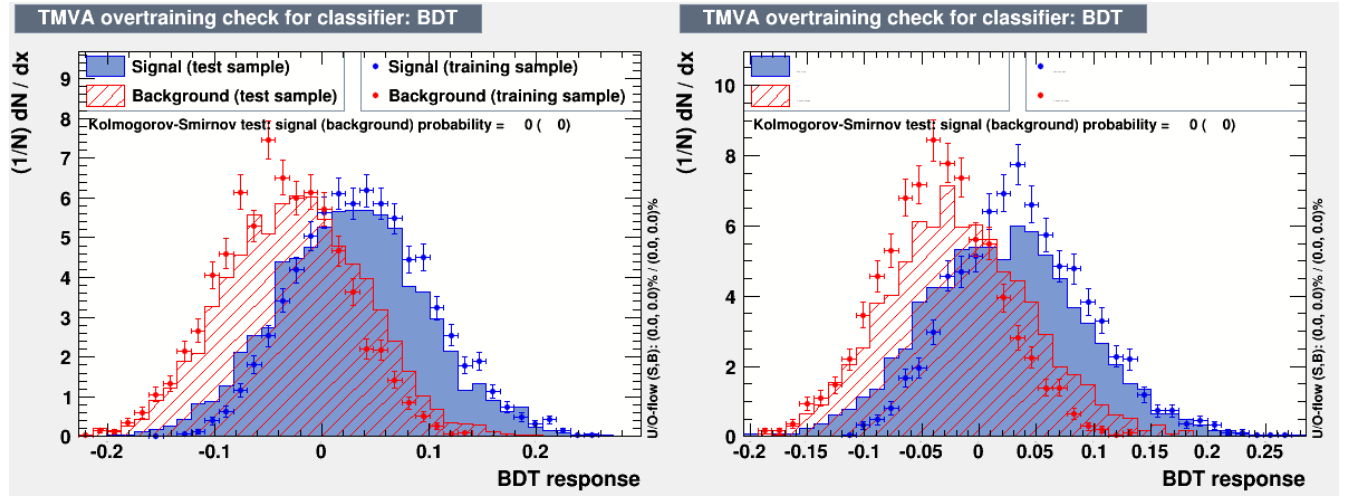 TMVA overtraining check for classifier: BDT
(1/N) dN / dx
Signal (test sample)
Signal (training sample)
Background (test sample)
Background (training sample)
Kolmogorov-Smirnov test: signal (background) probability = 0 ( 0)
9
8
7
6
5
4
3
2
1
0
-0.2
-0.1
0
0.1
0.2
BDT response
U/O-flow (S,B): (0.0, 0.0)% / (0.0, 0.0)%
TMVA overtraining check for classifier: BDT
(1/N) dN / dx
Kolmogorov-Smirnov test: signal (background) probability = 0 ( 0)
10
8
6
4
2
0
-0.2
-0.15
-0.1
-0.05
0
0.05
0.1
0.15
0.2
0.25
BDT response
U/O-flow (S,B): (0.0, 0.0)% / (0.0, 0.0)%